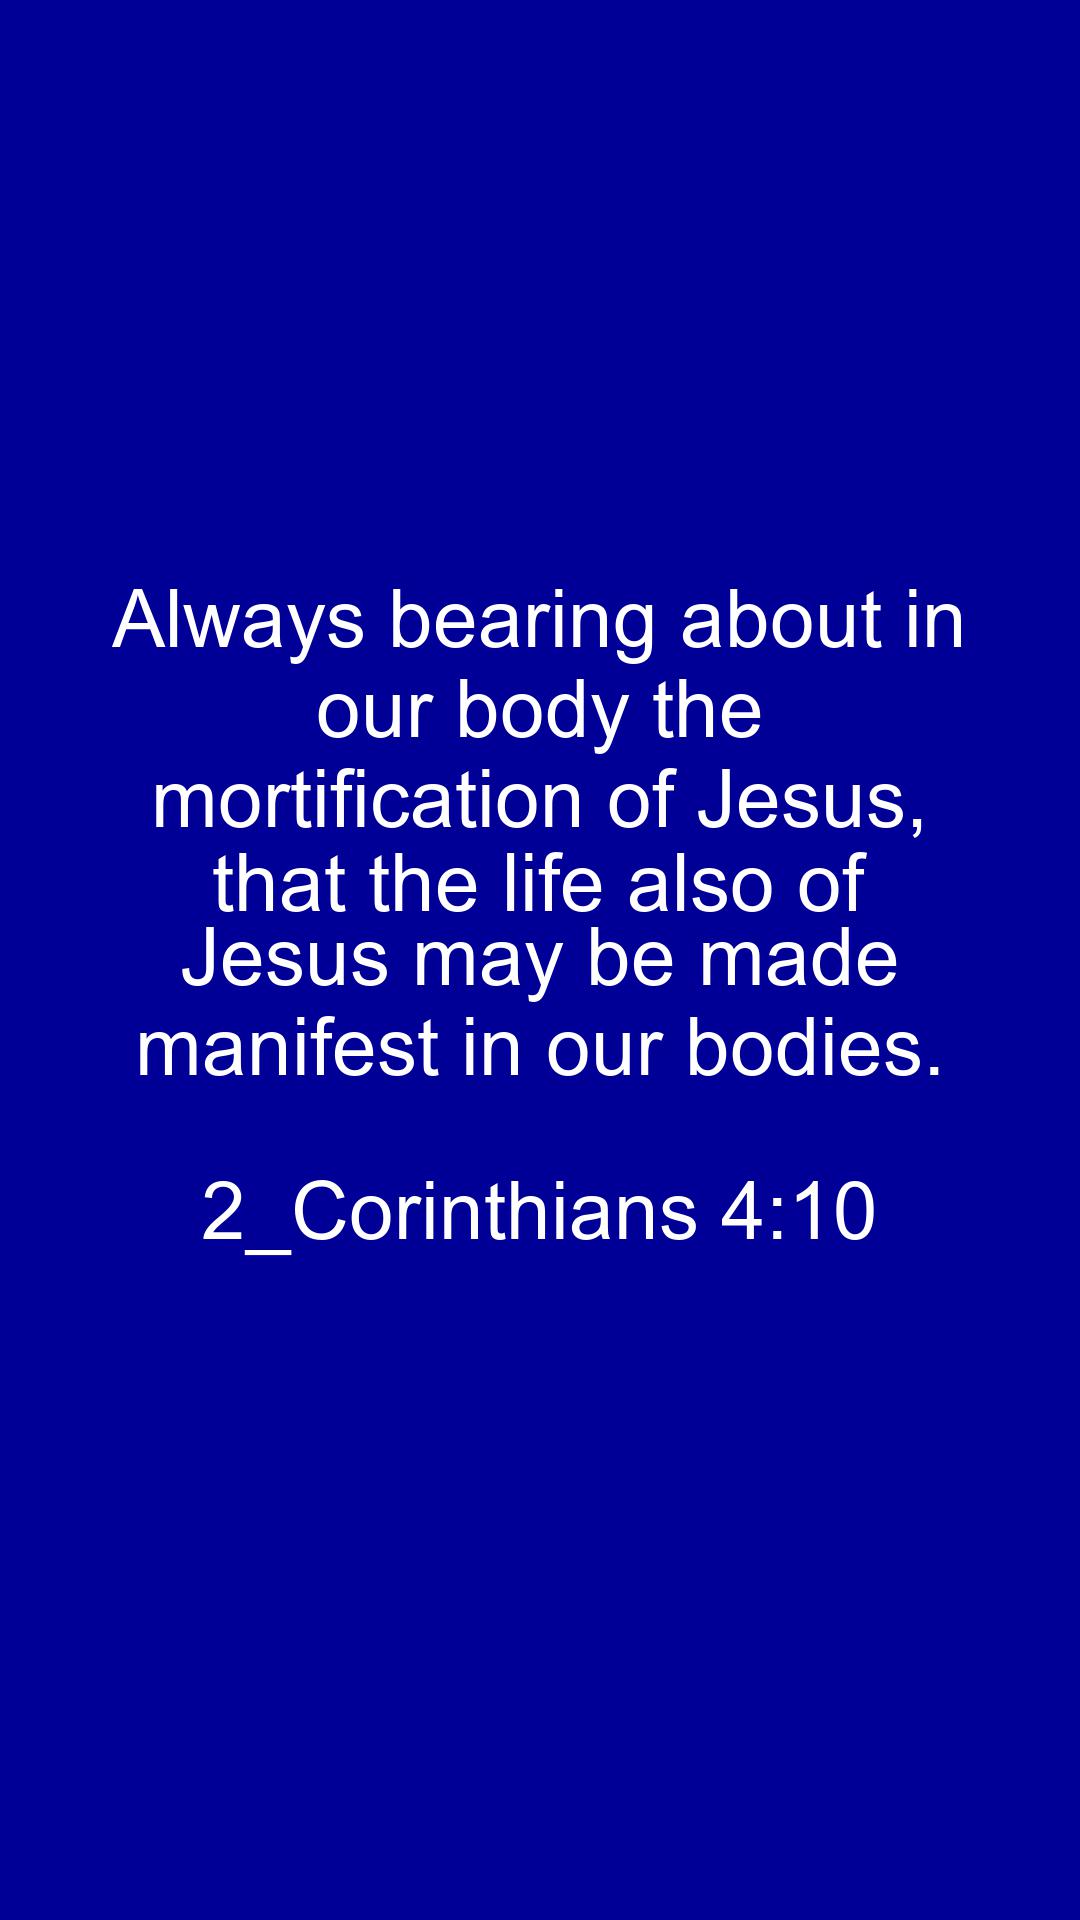 Always bearing about in
our body the
mortification of Jesus,
that the life also of
Jesus may be made
manifest in our bodies.
2_Corinthians 4:10